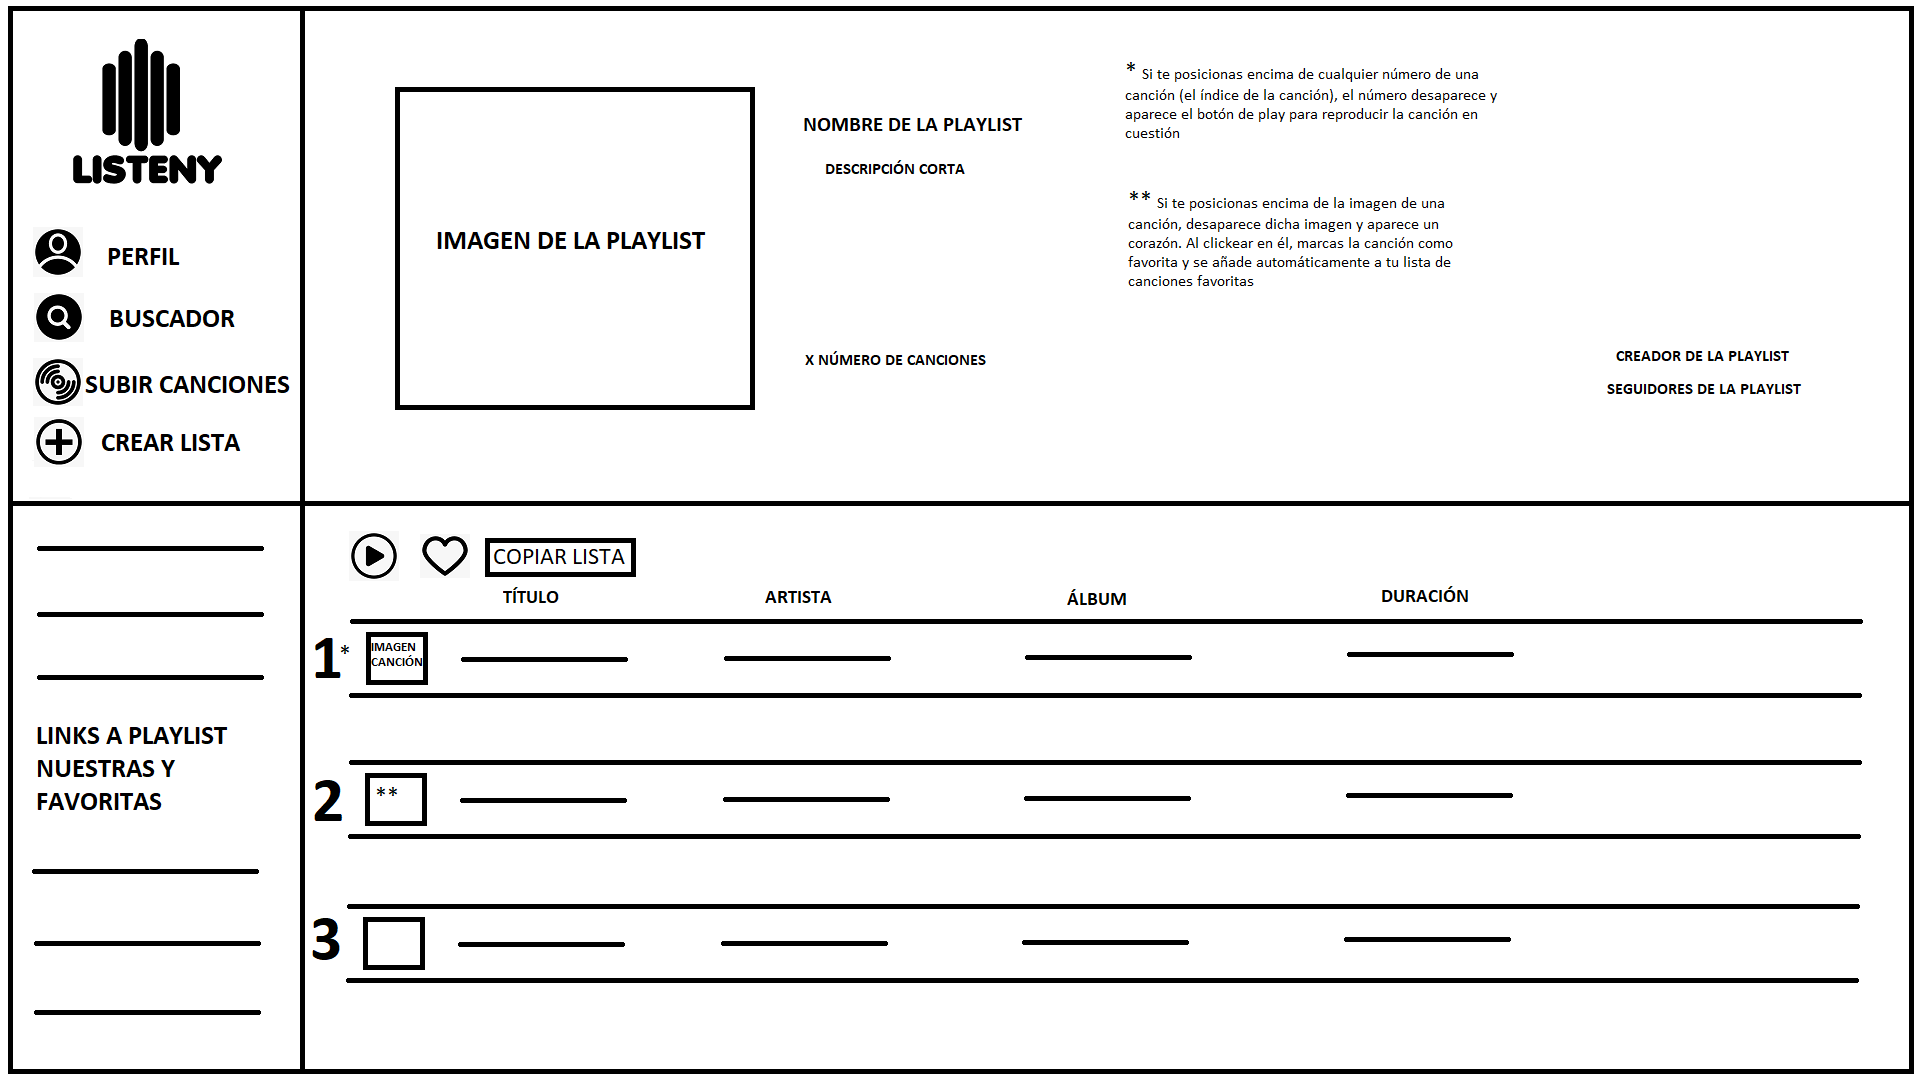 LISTENY
PERFIL
BUSCADOR
SUBIR CANCIONES
CREAR LISTA
IMAGEN DE LA PLAYLIST
NOMBRE DE LA PLAYLIST
DESCRIPCIÓN CORTA
X NÚMERO DE CANCIONES
* Si te posicionas encima de cualquier número de una
canción (el índice de la canción), el número desaparece y
aparece el botón de play para reproducir la canción en
cuestión
** Si te posicionas encima de la imagen de una
canción, desaparece dicha imagen y aparece un
corazón. Al clickear en él, marcas la canción como
favorita y se añade automáticamente a tu lista de
canciones favoritas
CREADOR DE LA PLAYLIST
SEGUIDORES DE LA PLAYLIST
LINKS A PLAYLIST
NUESTRAS Y
FAVORITAS
COPIAR LISTA
TÍTULO ARTISTA ÁLBUM DURACIÓN
1*
IMAGEN
CANCIÓN
2 **
3